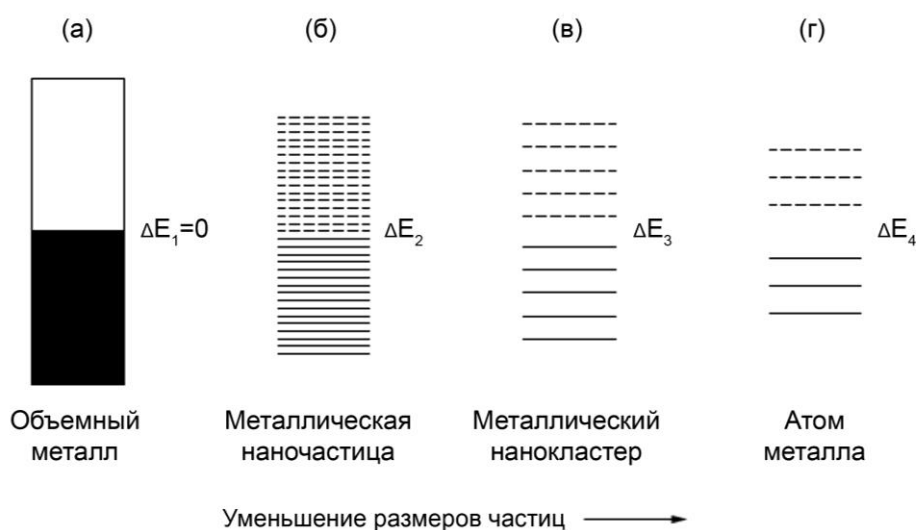 (а) (б) (в) (г)
ΔE₁=0 ΔE₂ ΔE₃ ΔE₄
Объемный Металлическая Металлический Атом
металл наночастица нанокластер металла
Уменьшение размеров частиц